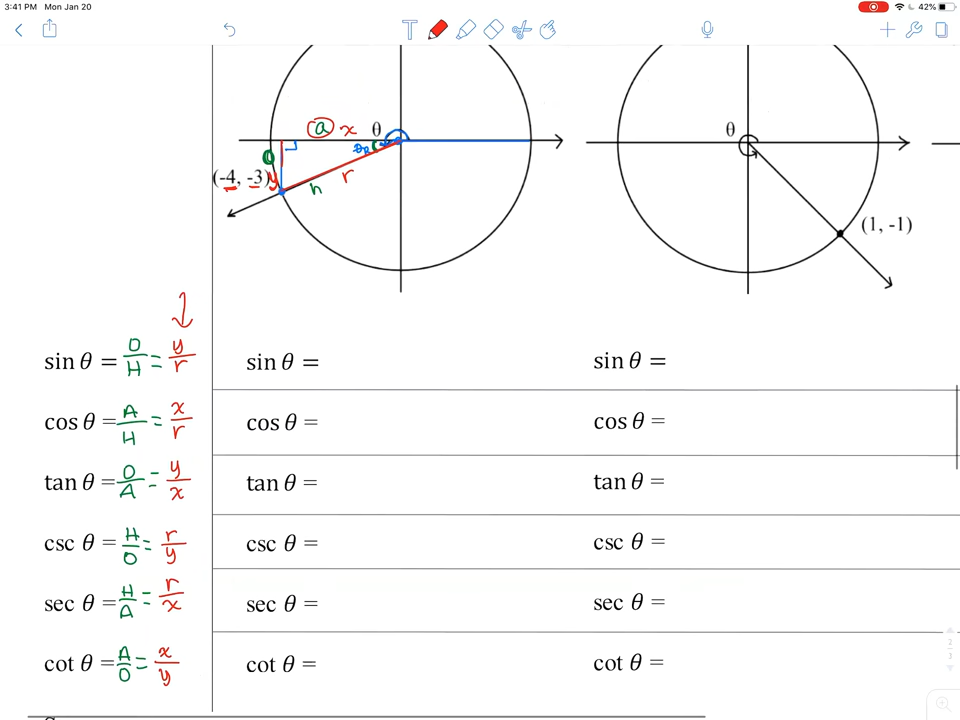 3:41 PM Mon Jan 20
42%
T
a x θ
θR
O
(-4, -3) y
h r
θ
(1, -1)
sin θ = O/H = y/r
sin θ =
sin θ =
cos θ = A/H = x/r
cos θ =
cos θ =
tan θ = O/A = y/x
tan θ =
tan θ =
csc θ = H/O = r/y
csc θ =
csc θ =
sec θ = H/A = r/x
sec θ =
sec θ =
cot θ = A/O = x/y
cot θ =
cot θ =